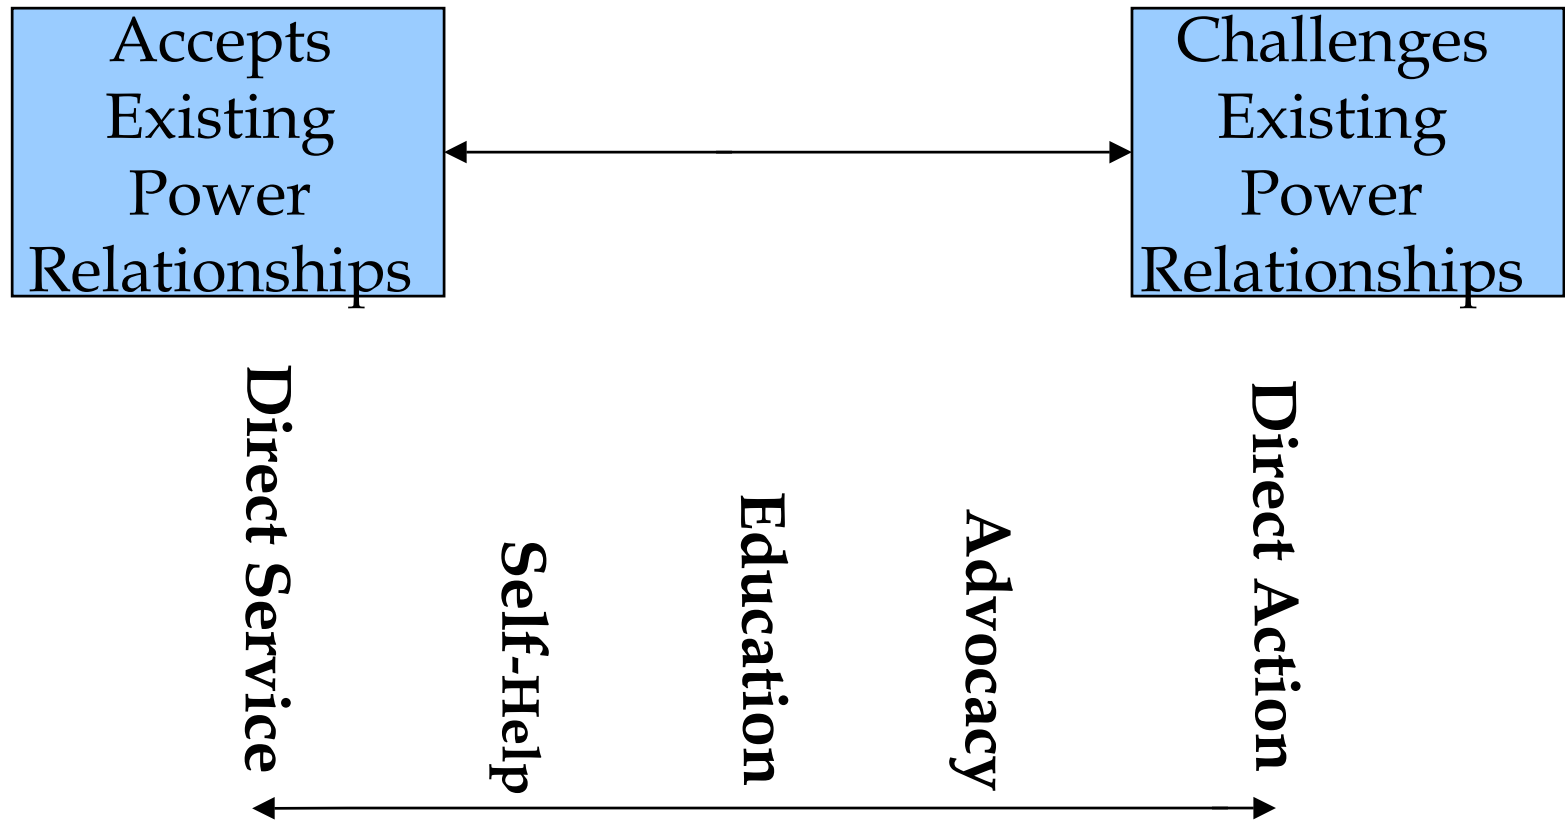 Accepts
Existing
Power
Relationships
Challenges
Existing
Power
Relationships
Direct Service
Self-Help
Education
Advocacy
Direct Action